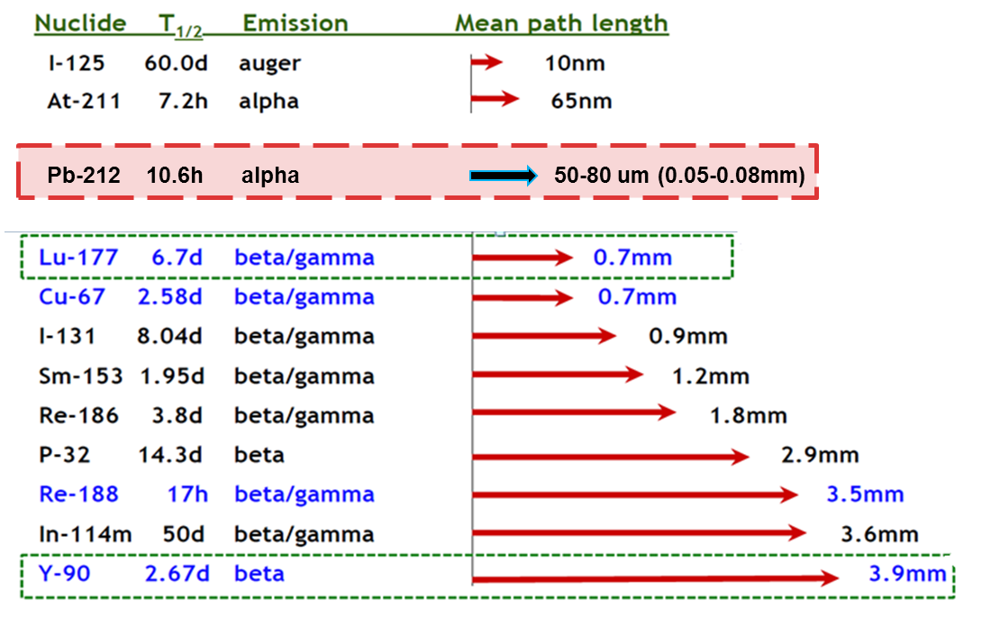 Nuclide T1/2 Emission Mean path length
I-125 60.0d auger 10nm
At-211 7.2h alpha 65nm
Pb-212 10.6h alpha 50-80 um (0.05-0.08mm)
Lu-177 6.7d beta/gamma 0.7mm
Cu-67 2.58d beta/gamma 0.7mm
I-131 8.04d beta/gamma 0.9mm
Sm-153 1.95d beta/gamma 1.2mm
Re-186 3.8d beta/gamma 1.8mm
P-32 14.3d beta 2.9mm
Re-188 17h beta/gamma 3.5mm
In-114m 50d beta/gamma 3.6mm
Y-90 2.67d beta 3.9mm